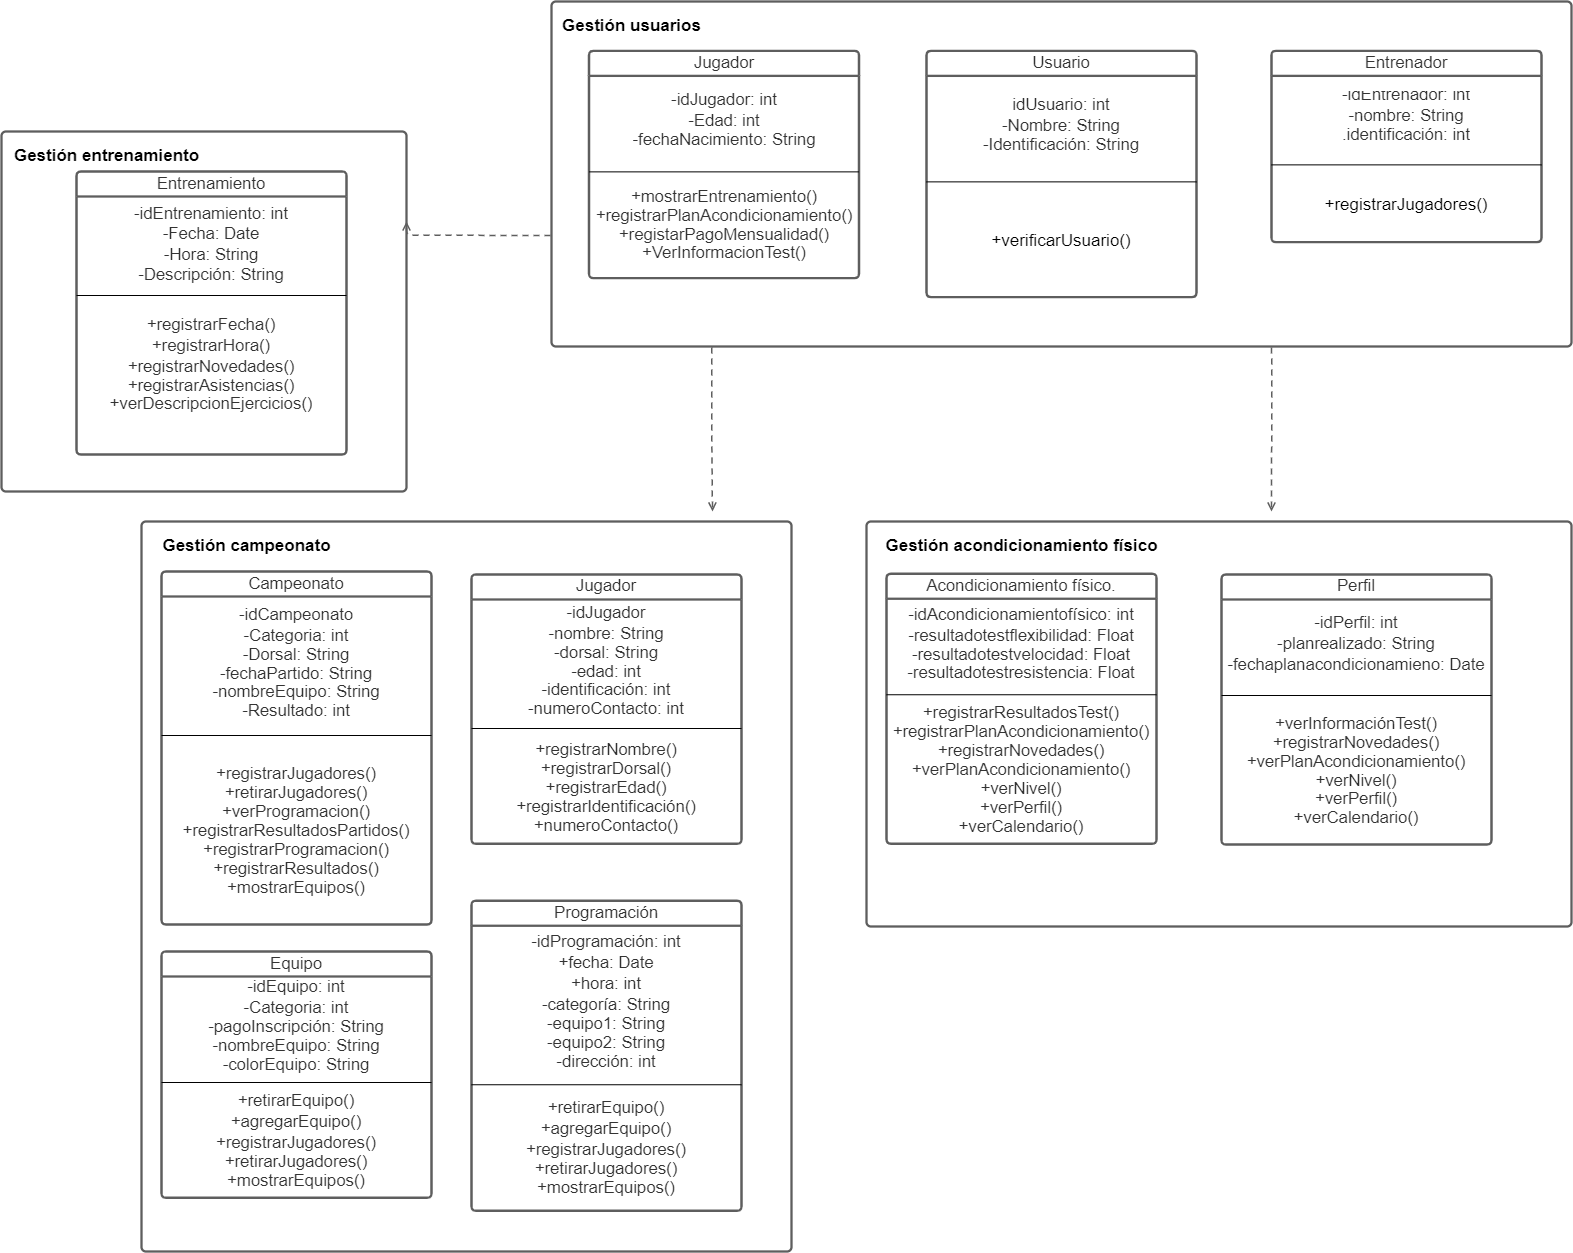 Gestión usuarios
Jugador
-idJugador: int
-Edad: int
-fechaNacimiento: String
+mostrarEntrenamiento()
+registrarPlanAcondicionamiento()
+registarPagoMensualidad()
+VerInformacionTest()
Usuario
idUsuario: int
-Nombre: String
-Identificación: String
+verificarUsuario()
Entrenador
-idEntrenador: int
-nombre: String
.identificación: int
+registrarJugadores()
Gestión entrenamiento
Entrenamiento
-idEntrenamiento: int
-Fecha: Date
-Hora: String
-Descripción: String
+registrarFecha()
+registrarHora()
+registrarNovedades()
+registrarAsistencias()
+verDescripcionEjercicios()
Gestión campeonato
Campeonato
-idCampeonato
-Categoria: int
-Dorsal: String
-fechaPartido: String
-nombreEquipo: String
-Resultado: int
+registrarJugadores()
+retirarJugadores()
+verProgramacion()
+registrarResultadosPartidos()
+registrarProgramacion()
+registrarResultados()
+mostrarEquipos()
Jugador
-idJugador
-nombre: String
-dorsal: String
-edad: int
-identificación: int
-numeroContacto: int
+registrarNombre()
+registrarDorsal()
+registrarEdad()
+registrarIdentificación()
+numeroContacto()
Equipo
-idEquipo: int
-Categoria: int
-pagoInscripción: String
-nombreEquipo: String
-colorEquipo: String
+retirarEquipo()
+agregarEquipo()
+registrarJugadores()
+retirarJugadores()
+mostrarEquipos()
Programación
-idProgramación: int
+fecha: Date
+hora: int
-categoría: String
-equipo1: String
-equipo2: String
-dirección: int
+retirarEquipo()
+agregarEquipo()
+registrarJugadores()
+retirarJugadores()
+mostrarEquipos()
Gestión acondicionamiento físico
Acondicionamiento físico.
-idAcondicionamientofísico: int
-resultadotestflexibilidad: Float
-resultadotestvelocidad: Float
-resultadotestresistencia: Float
+registrarResultadosTest()
+registrarPlanAcondicionamiento()
+registrarNovedades()
+verPlanAcondicionamiento()
+verNivel()
+verPerfil()
+verCalendario()
Perfil
-idPerfil: int
-planrealizado: String
-fechaplanacondicionamieno: Date
+verInformaciónTest()
+registrarNovedades()
+verPlanAcondicionamiento()
+verNivel()
+verPerfil()
+verCalendario()